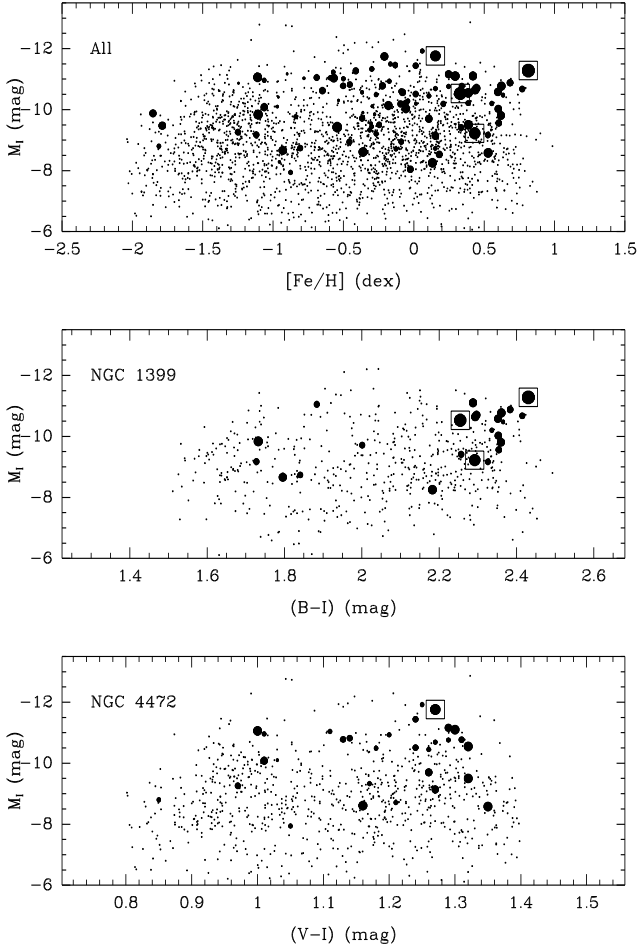 All
M_I (mag)
−12
10
−8
−6
−2.5 −2 −1.5 −1 −0.5 0 0.5 1 1.5
[Fe/H] (dex)
NGC 1399
M_I (mag)
−12
10
−8
−6
1.4 1.6 1.8 2 2.2 2.4 2.6
(B−I) (mag)
NGC 4472
M_I (mag)
−12
10
−8
−6
0.8 0.9 1 1.1 1.2 1.3 1.4 1.5
(V−I) (mag)